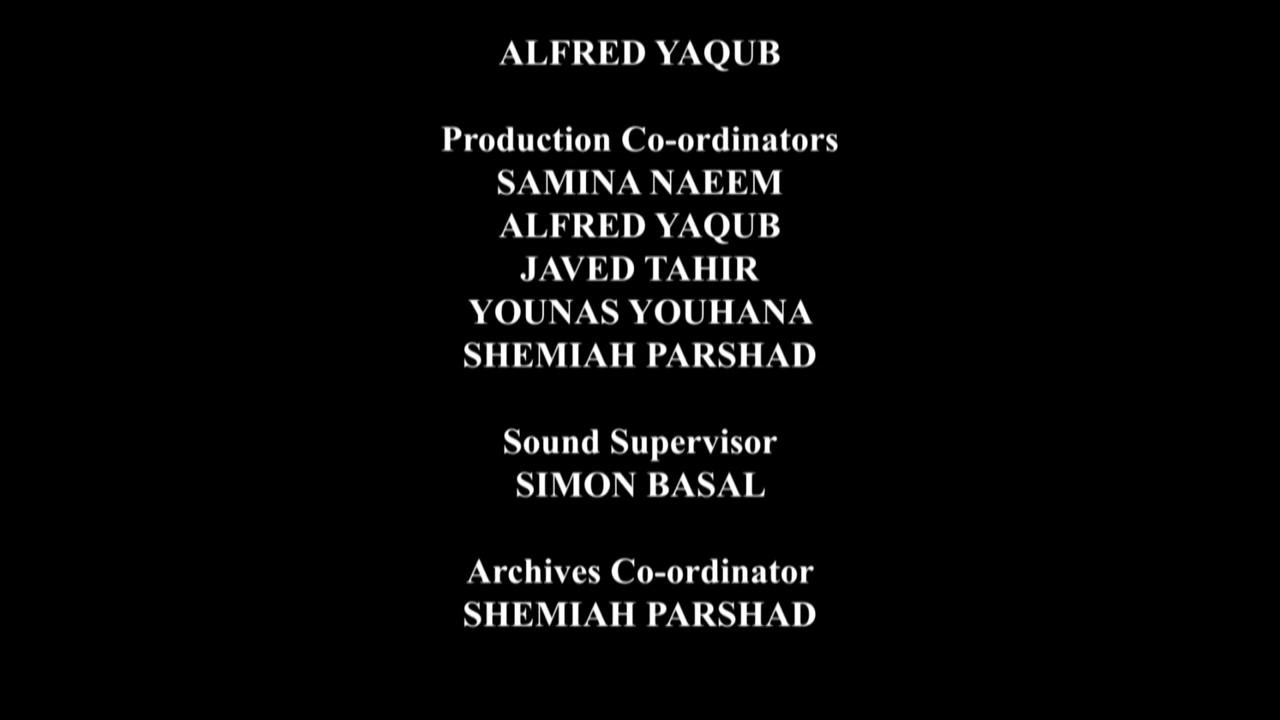 ALFRED YAQUB
Production Co-ordinators
SAMINA NAEEM
ALFRED YAQUB
JAVED TAHIR
YOUNAS YOUHANA
SHEMIAH PARSHAD
Sound Supervisor
SIMON BASAL
Archives Co-ordinator
SHEMIAH PARSHAD